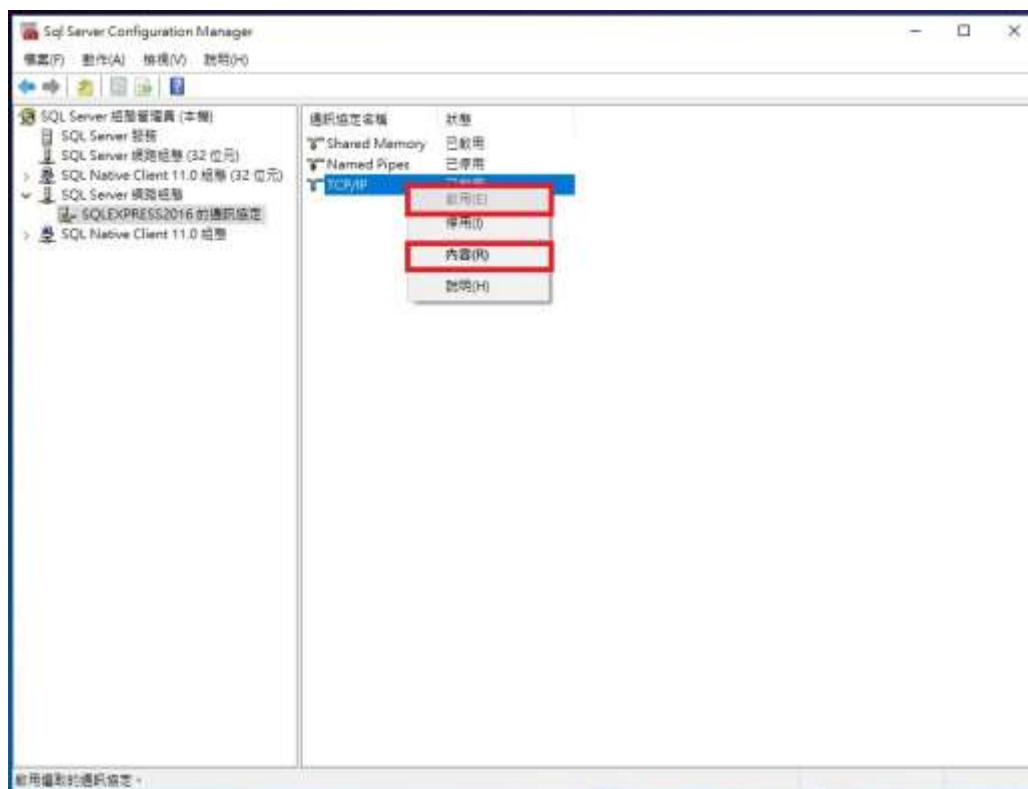 Sql Server Configuration Manager
檔案(F) 動作(A) 檢視(V) 說明(H)
SQL Server 組態管理員 (本機)
SQL Server 服務
SQL Server 網路組態 (32 位元)
SQL Native Client 11.0 組態 (32 位元)
SQL Server 網路組態
SQLEXPRESS2016 的通訊協定
SQL Native Client 11.0 組態
通訊協定名稱 狀態
Shared Memory 已啟用
Named Pipes 已停用
TCP/IP 已啟用
啟用(E)
停用(I)
內容(R)
說明(H)
啟用選取的通訊協定。